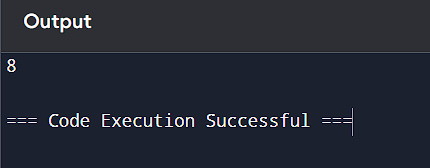 Output
8
=== Code Execution Successful ===